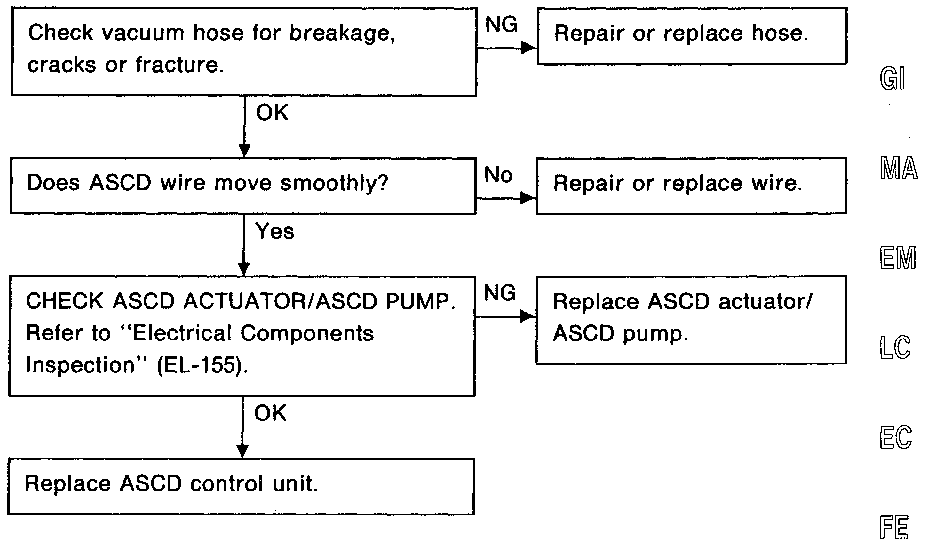 Check vacuum hose for breakage,
cracks or fracture.
NG
Repair or replace hose.
OK
Does ASCD wire move smoothly?
No
Repair or replace wire.
Yes
CHECK ASCD ACTUATOR/ASCD PUMP.
Refer to "Electrical Components
Inspection" (EL-155).
NG
Replace ASCD actuator/
ASCD pump.
OK
Replace ASCD control unit.
GI
MA
EM
LC
EC
FE